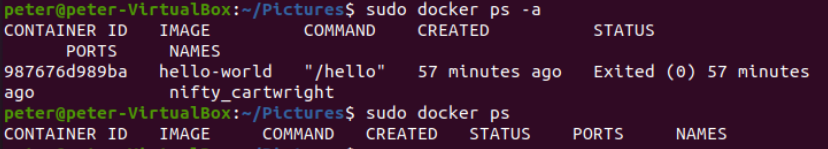 peter@peter-VirtualBox:~/Pictures$ sudo docker ps -a
CONTAINER ID   IMAGE         COMMAND    CREATED          STATUS
      PORTS     NAMES
987676d989ba   hello-world   "/hello"   57 minutes ago   Exited (0) 57 minutes
ago             nifty_cartwright
peter@peter-VirtualBox:~/Pictures$ sudo docker ps
CONTAINER ID   IMAGE     COMMAND   CREATED   STATUS    PORTS     NAMES